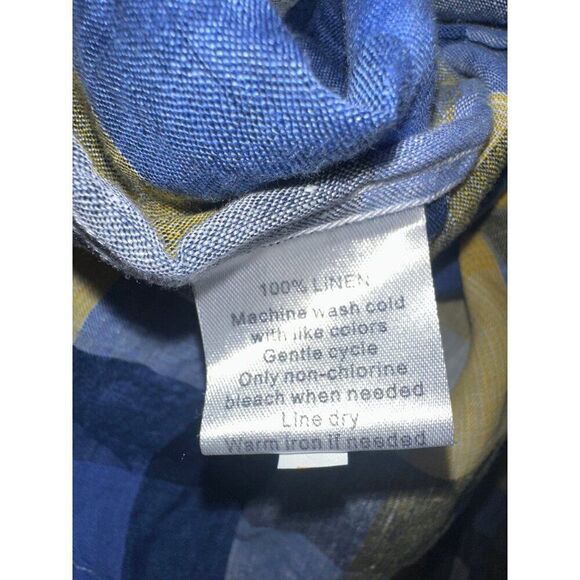 100% LINEN
Machine wash cold
with like colors
Gentle cycle
Only non-chlorine
bleach when needed
Line dry
Warm iron if needed